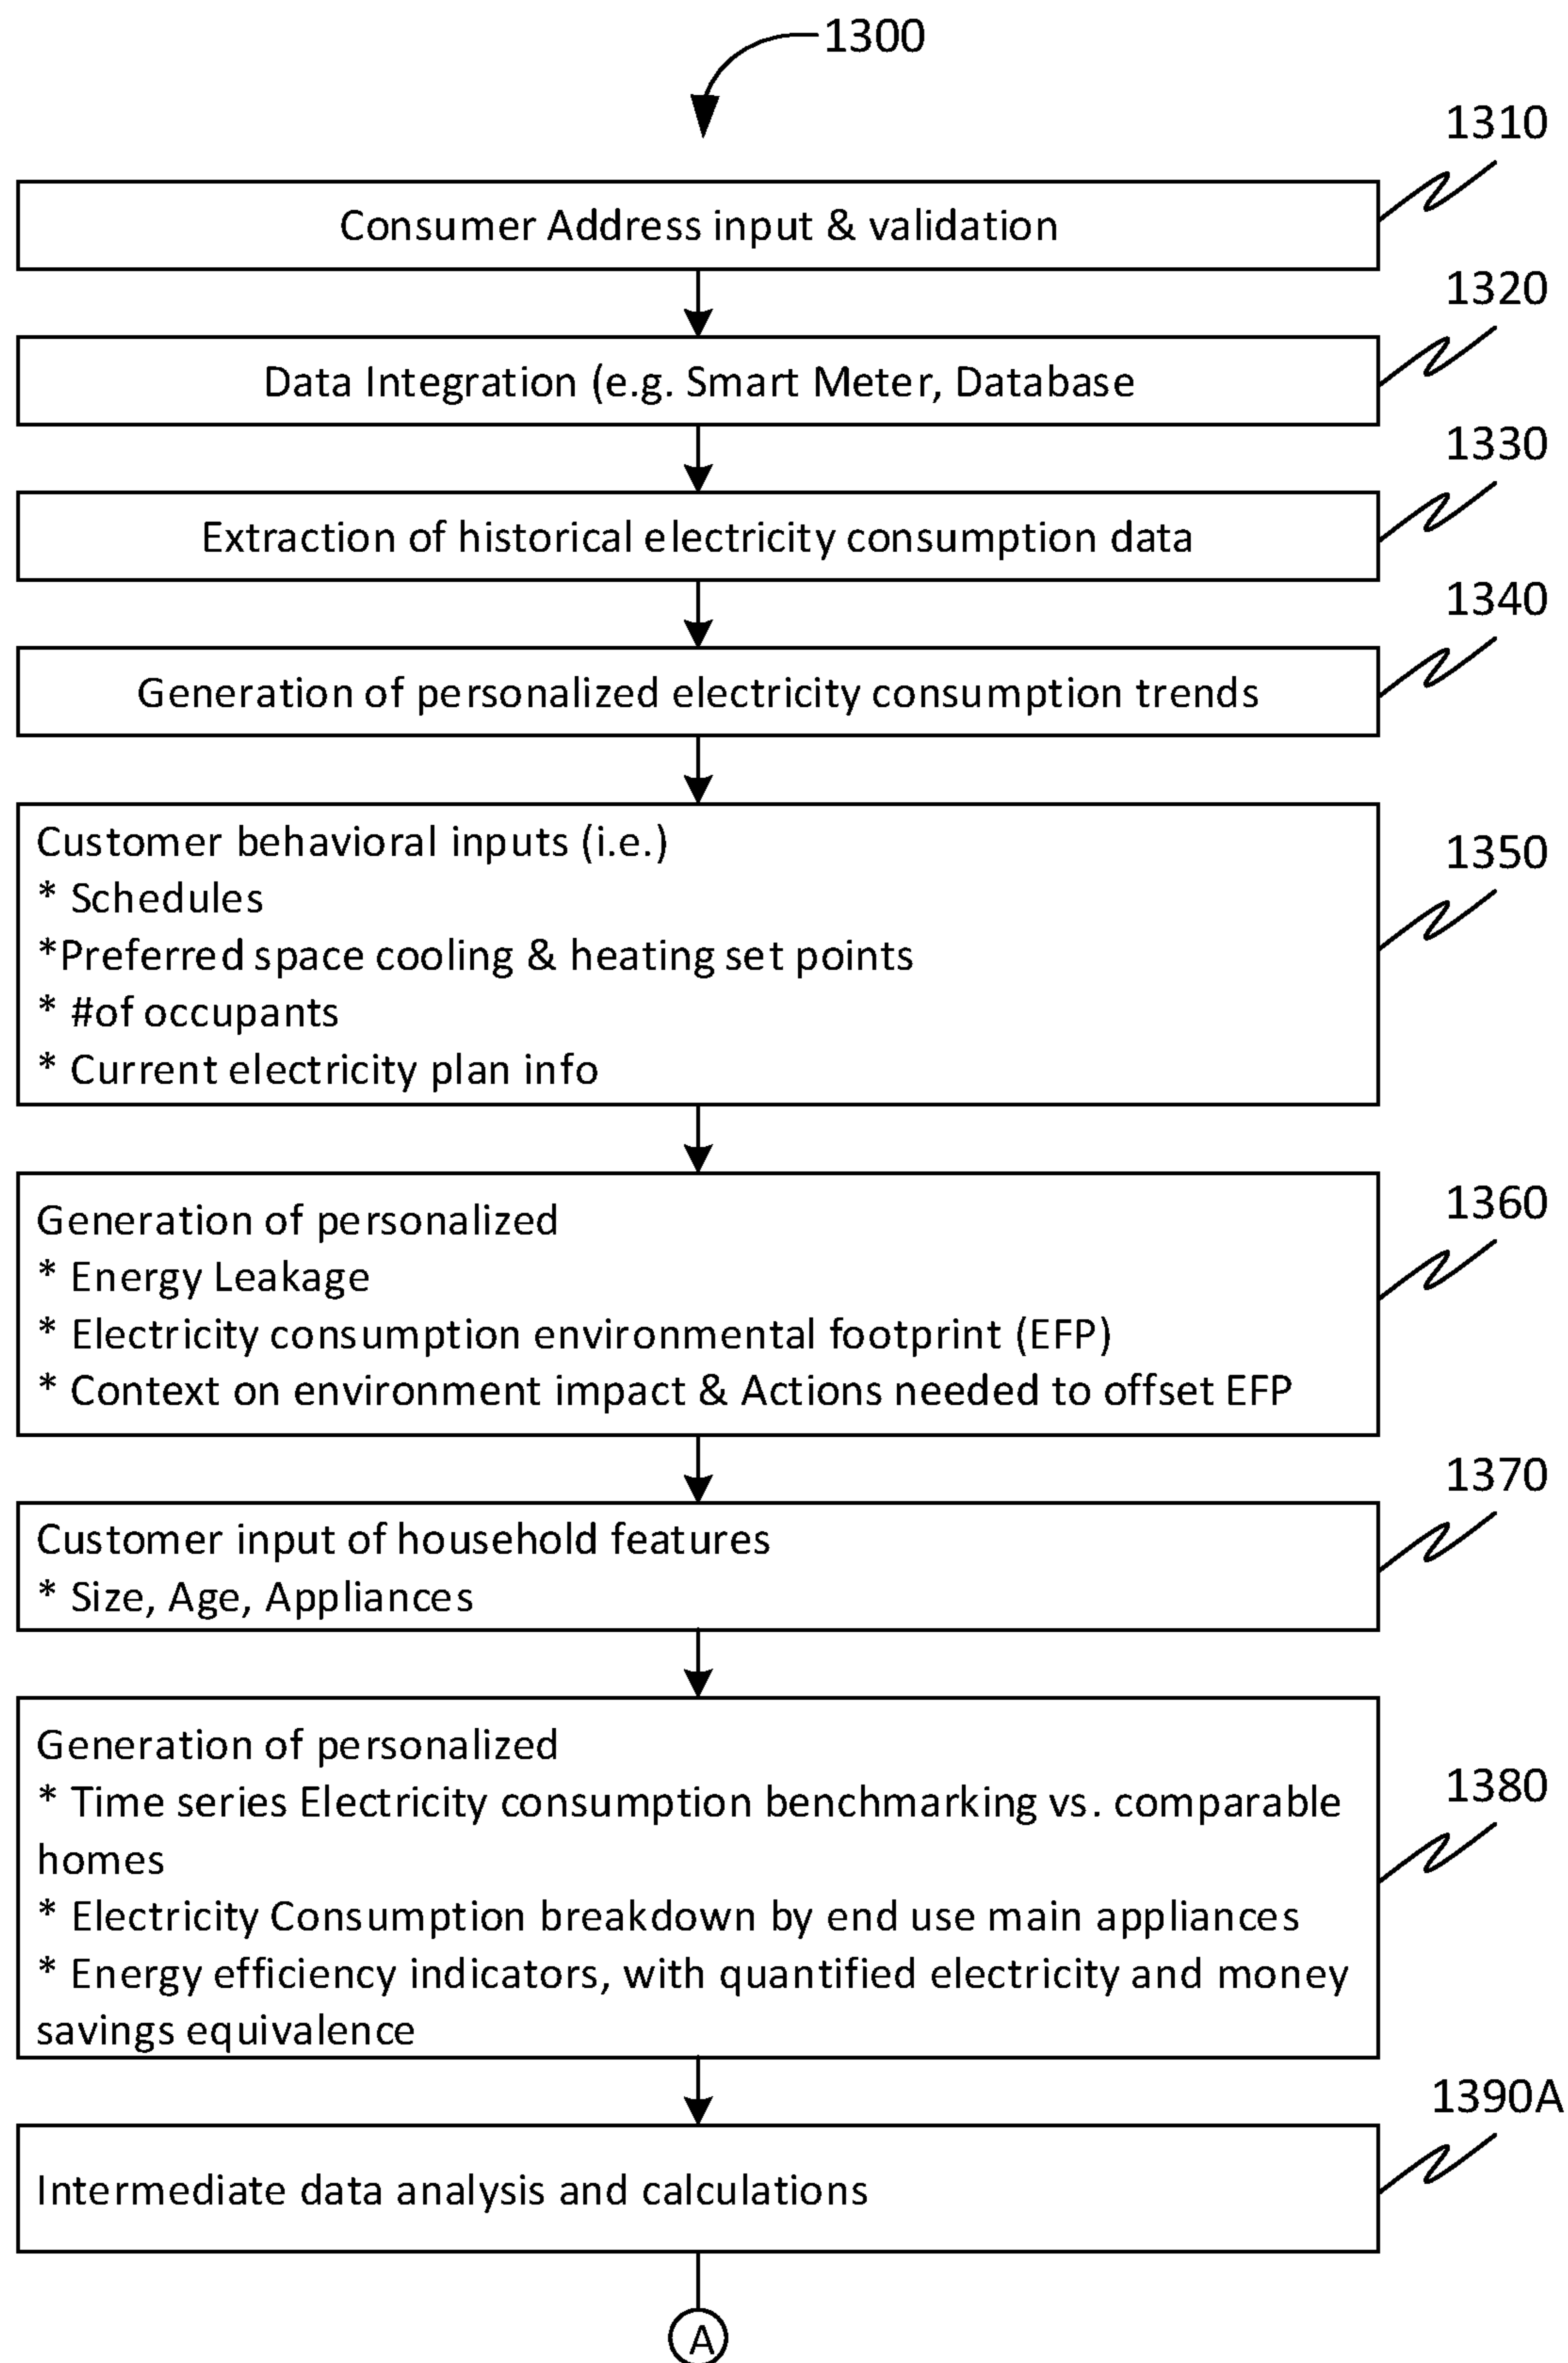 1300
1310
Consumer Address input & validation
1320
Data Integration (e.g. Smart Meter, Database
1330
Extraction of historical electricity consumption data
1340
Generation of personalized electricity consumption trends
1350
Customer behavioral inputs (i.e.)
* Schedules
*Preferred space cooling & heating set points
* #of occupants
* Current electricity plan info
1360
Generation of personalized
* Energy Leakage
* Electricity consumption environmental footprint (EFP)
* Context on environment impact & Actions needed to offset EFP
1370
Customer input of household features
* Size, Age, Appliances
1380
Generation of personalized
* Time series Electricity consumption benchmarking vs. comparable
homes
* Electricity Consumption breakdown by end use main appliances
* Energy efficiency indicators, with quantified electricity and money
savings equivalence
1390A
Intermediate data analysis and calculations
A